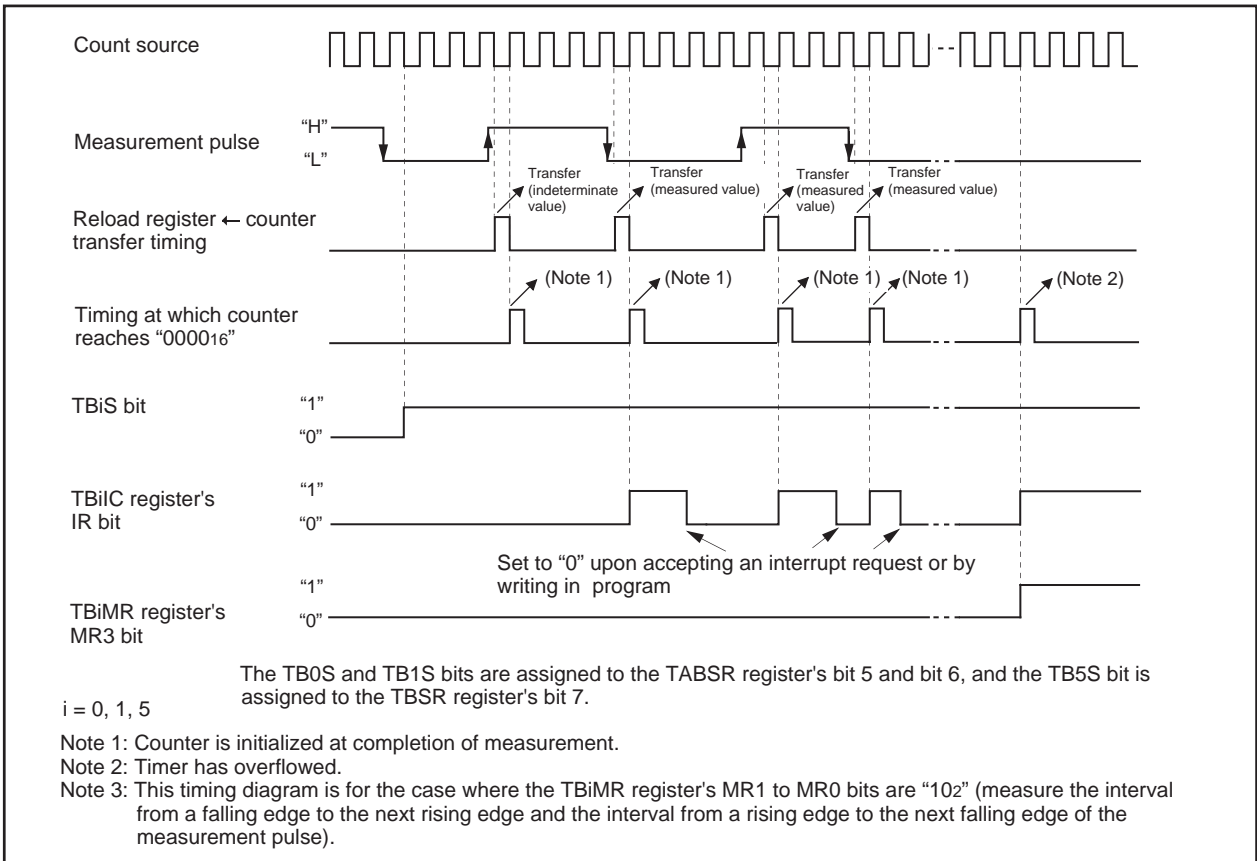 Count source
Measurement pulse
“H”
“L”
Transfer
(indeterminate
value)
Transfer
(measured value)
Transfer
(measured
value)
Transfer
(measured value)
Reload register ← counter
transfer timing
(Note 1)
(Note 1)
(Note 1)
(Note 1)
(Note 2)
Timing at which counter
reaches “000016”
TBiS bit
“1”
“0”
TBiIC register's
IR bit
“1”
“0”
Set to “0” upon accepting an interrupt request or by
writing in program
TBiMR register's
MR3 bit
“1”
“0”
The TB0S and TB1S bits are assigned to the TABSR register's bit 5 and bit 6, and the TB5S bit is
assigned to the TBSR register's bit 7.
i = 0, 1, 5
Note 1: Counter is initialized at completion of measurement.
Note 2: Timer has overflowed.
Note 3: This timing diagram is for the case where the TBiMR register's MR1 to MR0 bits are “102” (measure the interval
from a falling edge to the next rising edge and the interval from a rising edge to the next falling edge of the
measurement pulse).